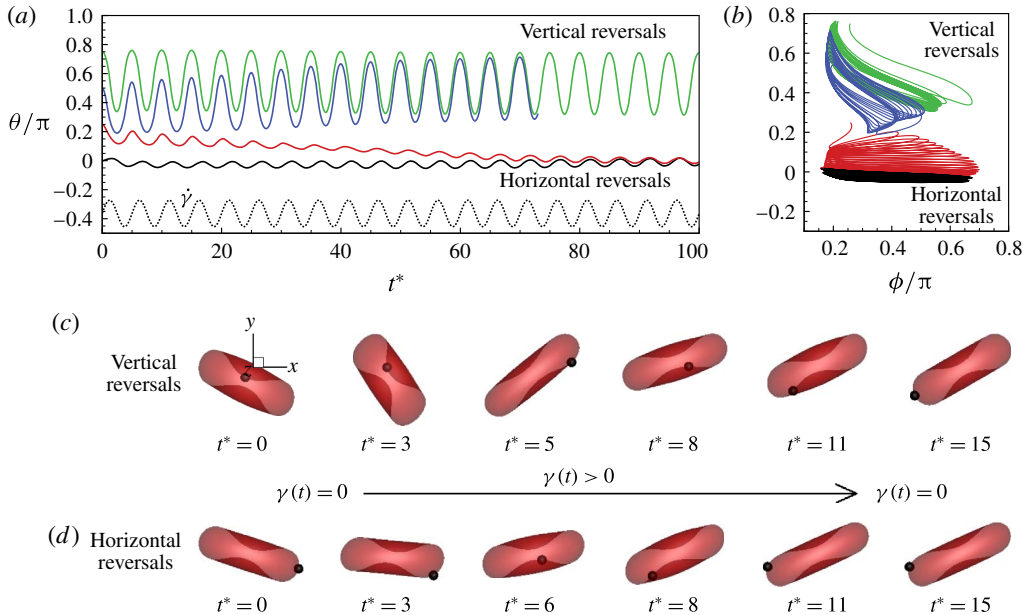 (a)
1.0
0.8
0.6
0.4
0.2
0
−0.2
−0.4
θ/π
Vertical reversals
Horizontal reversals
γ̇
0 20 40 60 80 100
t*
(b)
0.8
0.6
0.4
0.2
0
−0.2
Vertical
reversals
Horizontal
reversals
0.2 0.4 0.6 0.8
ϕ/π
(c)
Vertical
reversals
y
z x
t* = 0 t* = 3 t* = 5 t* = 8 t* = 11 t* = 15
γ(t) = 0 γ(t) > 0 γ(t) = 0
(d)
Horizontal
reversals
t* = 0 t* = 3 t* = 6 t* = 8 t* = 11 t* = 15